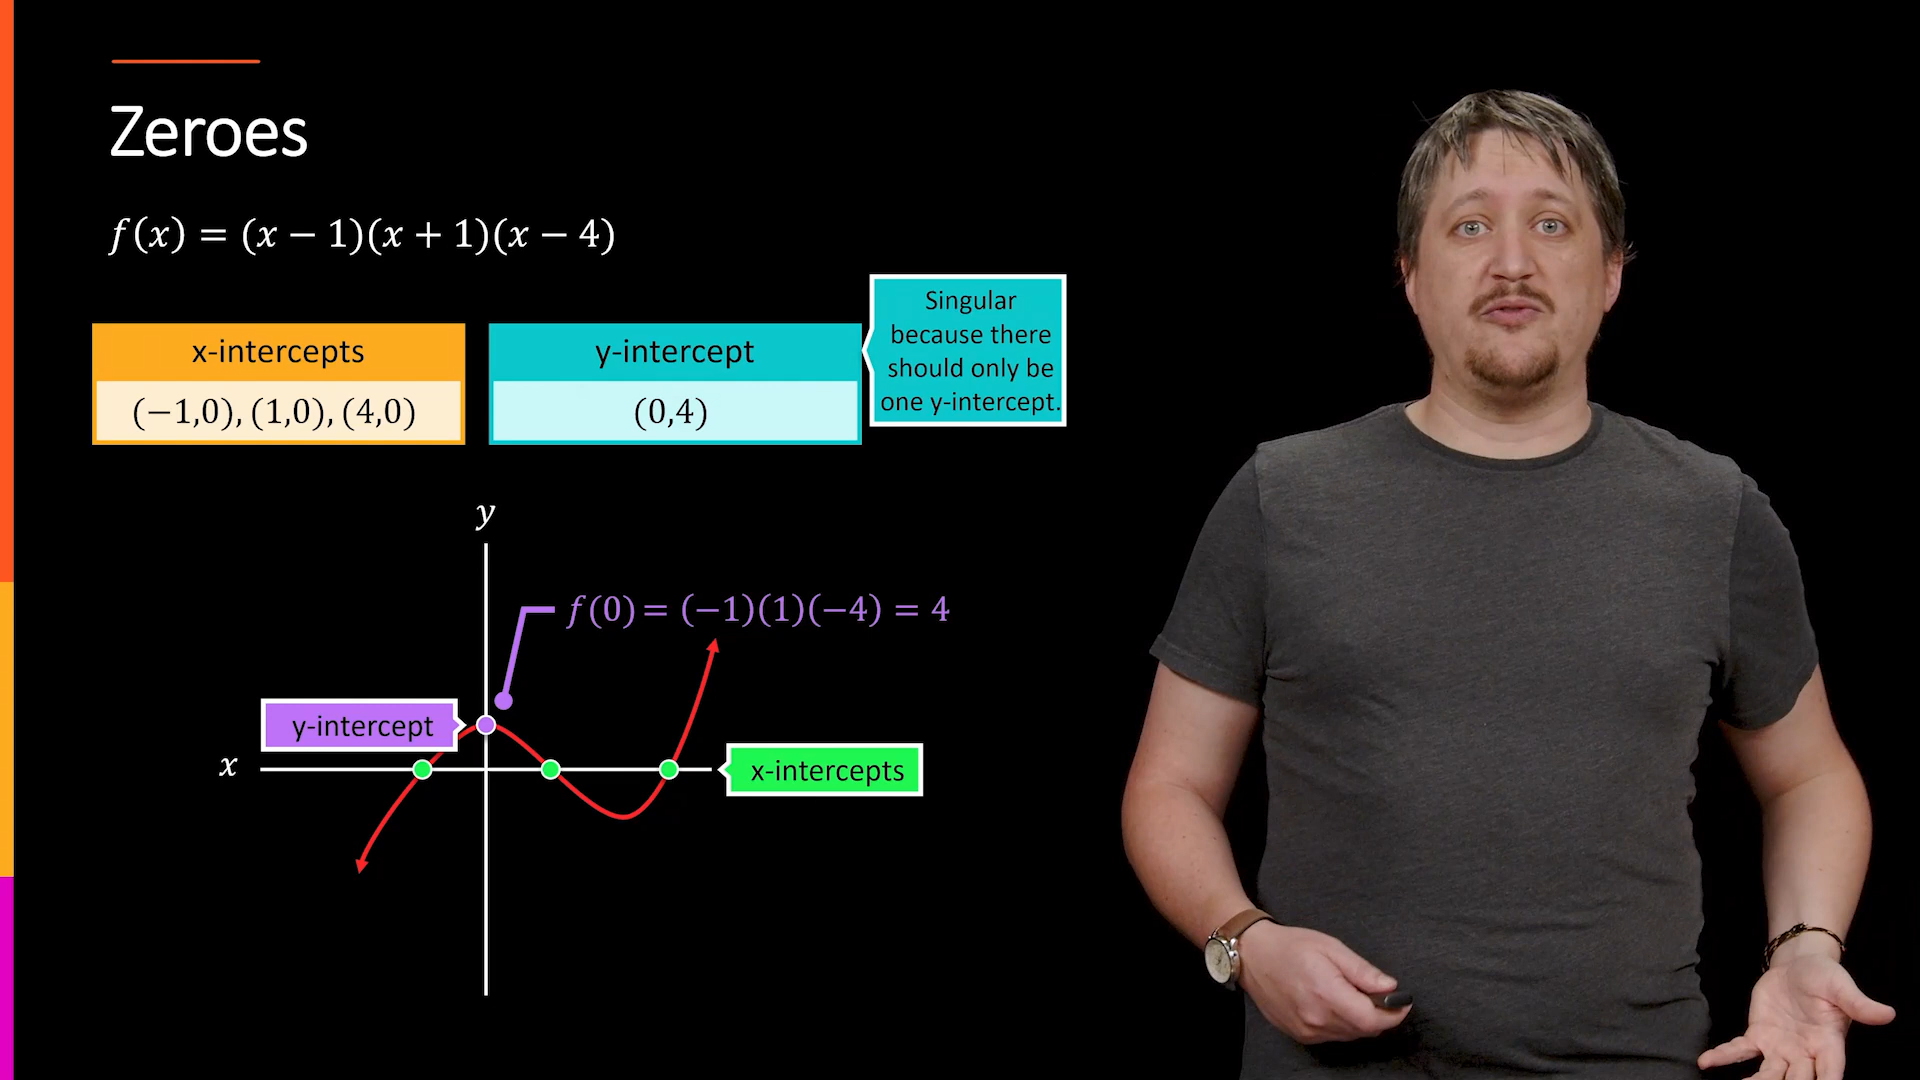 Zeroes
f(x) = (x − 1)(x + 1)(x − 4)
x-intercepts
(−1,0), (1,0), (4,0)
y-intercept
(0,4)
Singular
because there
should only be
one y-intercept.
y
f(0) = (−1)(1)(−4) = 4
y-intercept
x
x-intercepts